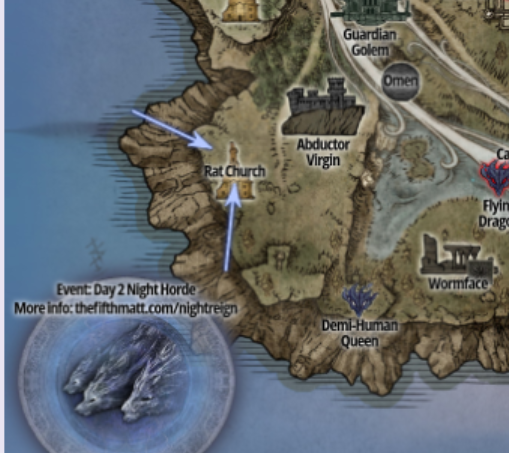 Guardian
Golem
Omen
Abductor
Virgin
Rat Church
Ca
Flyin
Drago
Wormface
Event: Day 2 Night Horde
More info: thefifthmatt.com/nightreign
Demi-Human
Queen